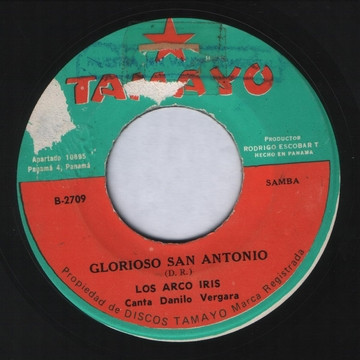 TAMAYO
PRODUCTOR
RODRIGO ESCOBAR T
HECHO EN PANAMA
Apartado 10885
Panamá 4, Panamá
B-2709
SAMBA
GLORIOSO SAN ANTONIO
(D. R.)
LOS ARCO IRIS
Canta Danilo Vergara
Propiedad de DISCOS TAMAYO Marca Registrada